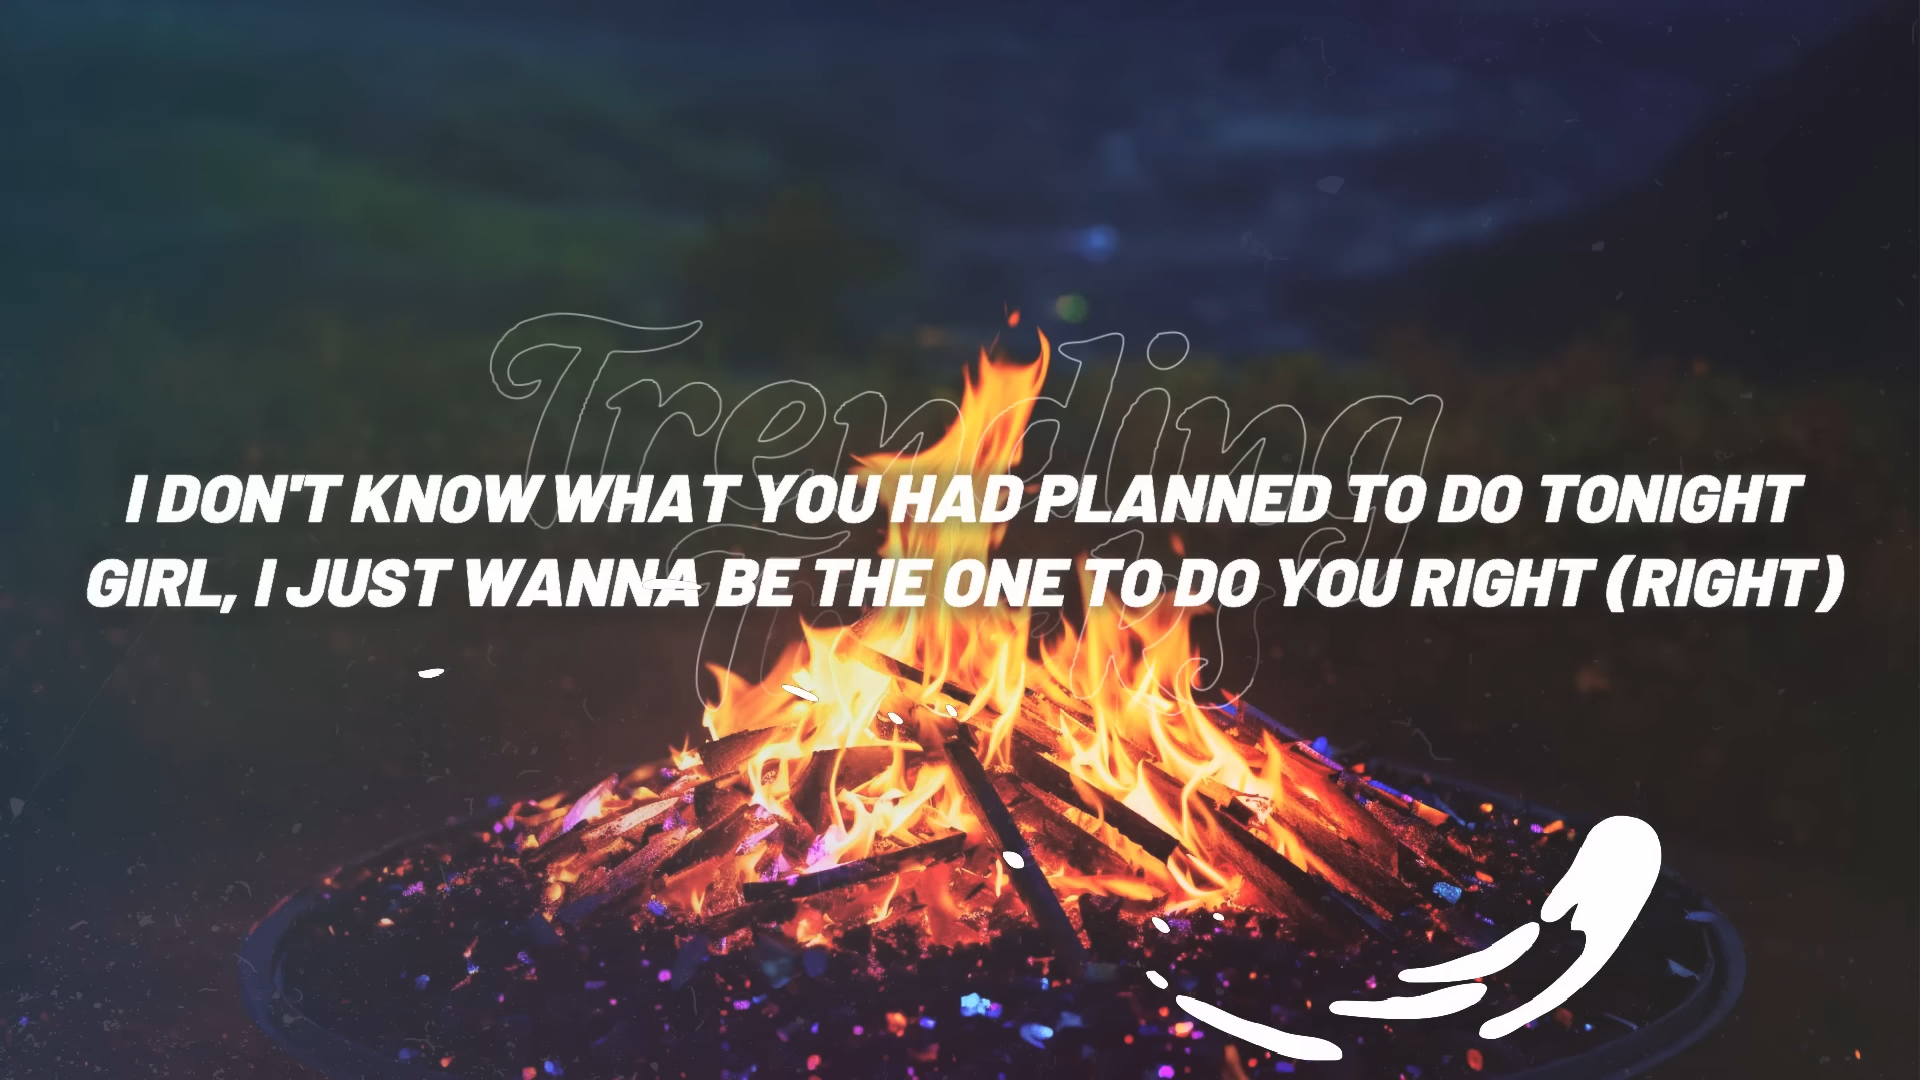 Trending
I DON'T KNOW WHAT YOU HAD PLANNED TO DO TONIGHT
GIRL, I JUST WANNA BE THE ONE TO DO YOU RIGHT (RIGHT)